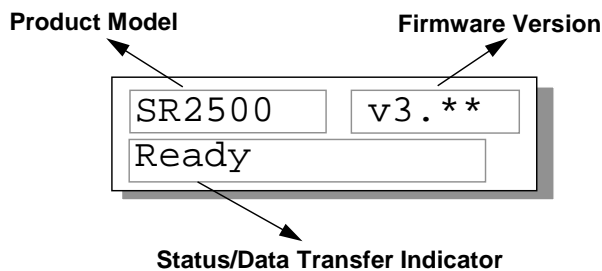 Product Model
Firmware Version
SR2500
v3.**
Ready
Status/Data Transfer Indicator